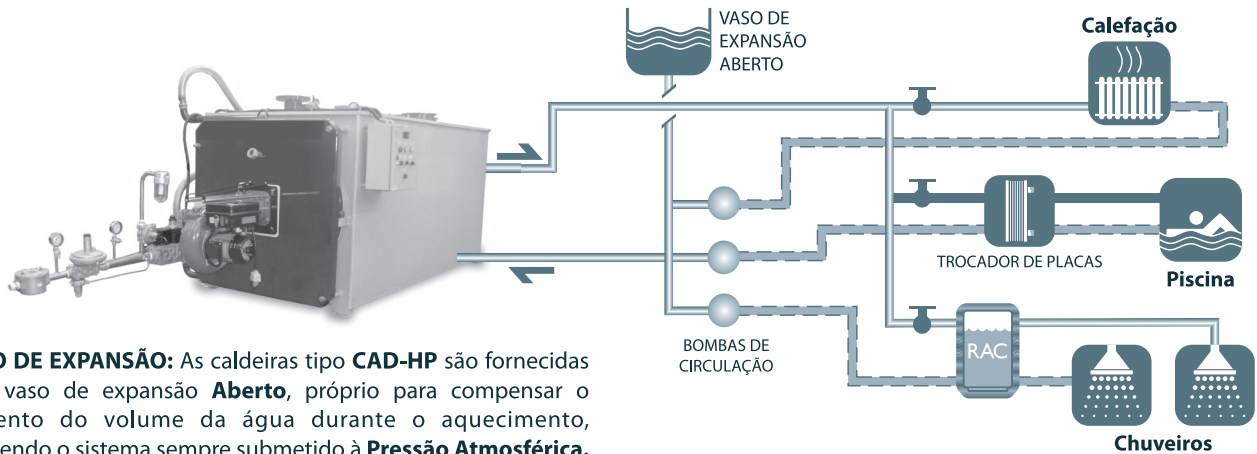 VASO DE
EXPANSÃO
ABERTO
Calefação
TROCADOR DE PLACAS
Piscina
BOMBAS DE
CIRCULAÇÃO
RAC
Chuveiros
O DE EXPANSÃO: As caldeiras tipo CAD-HP são fornecidas
vaso de expansão Aberto, próprio para compensar o
ento do volume da água durante o aquecimento,
endo o sistema sempre submetido à Pressão Atmosférica.